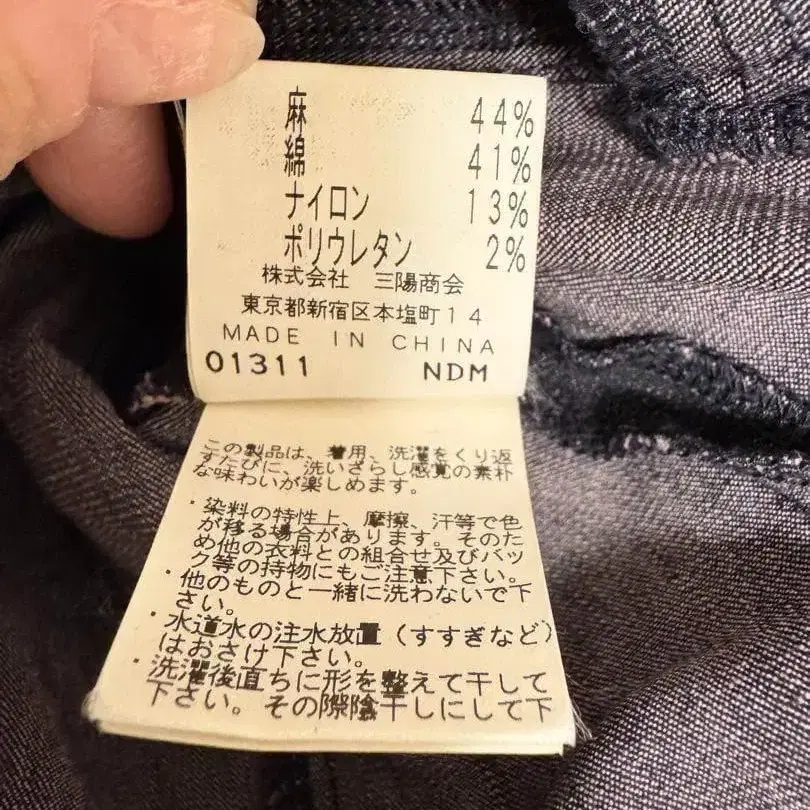 麻 44%
綿 41%
ナイロン 13%
ポリウレタン 2%
株式会社 三陽商会
東京都新宿区本塩町14
MADE IN CHINA
01311 NDM
この製品は、着用、洗濯をくり返
すたびに、洗いざらし感覚の素朴
な味わいが楽しめます。
・染料の特性上、摩擦、汗等で色
が移る場合があります。そのた
め他の衣料との組合せ及びバッ
ク等の持物にもご注意下さい。
・他のものと一緒に洗わないで下
さい。
・水道水の注水放置(すすぎなど)
はおさけ下さい。
・洗濯後直ちに形を整えて干して
下さい。その際陰干しにして下